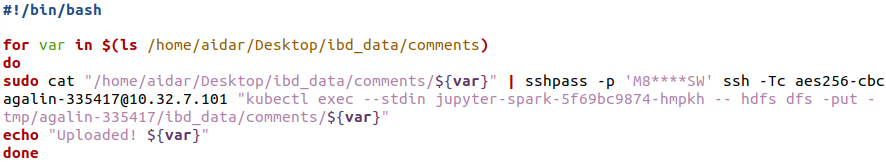 #!/bin/bash
for var in $(ls /home/aidar/Desktop/ibd_data/comments)
do
sudo cat "/home/aidar/Desktop/ibd_data/comments/${var}" | sshpass -p 'M8****SW' ssh -Tc aes256-cbc
agalin-335417@10.32.7.101 "kubectl exec --stdin jupyter-spark-5f69bc9874-hmpkh -- hdfs dfs -put -
tmp/agalin-335417/ibd_data/comments/${var}"
echo "Uploaded! ${var}"
done